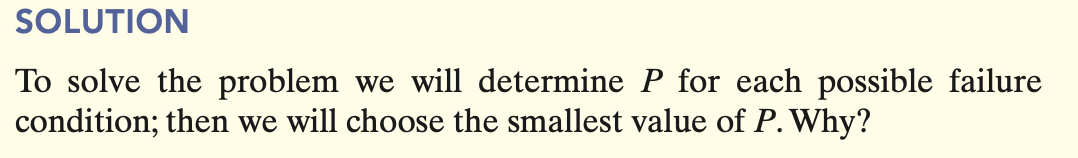 SOLUTION
To solve the problem we will determine P for each possible failure
condition; then we will choose the smallest value of P. Why?